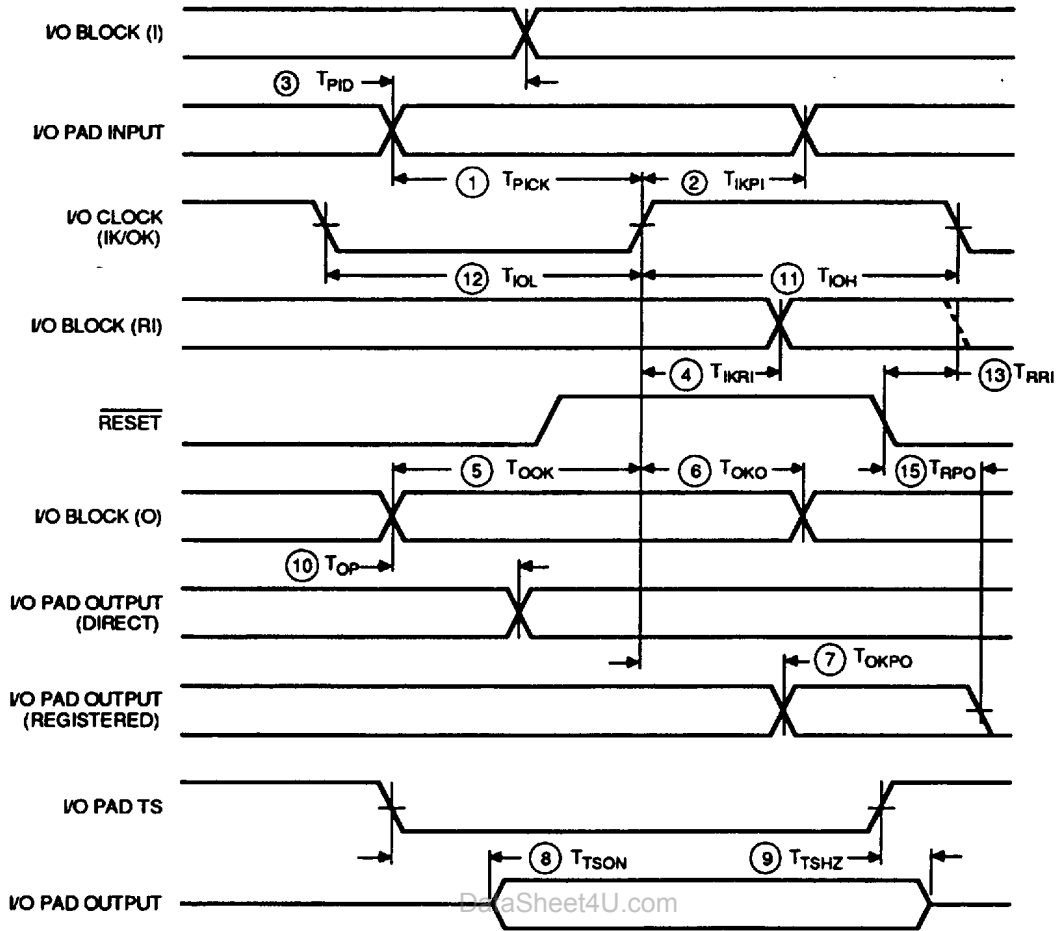 I/O BLOCK (I)
③ TPID
I/O PAD INPUT
① TPICK
② TIKPI
I/O CLOCK
(IK/OK)
⑫ TIOL
⑪ TIOH
I/O BLOCK (RI)
④ TIKRI
⑬ TRRI
RESET
⑤ TOOK
⑥ TOKO
⑮ TRPO
I/O BLOCK (O)
⑩ TOP
I/O PAD OUTPUT
(DIRECT)
⑦ TOKPO
I/O PAD OUTPUT
(REGISTERED)
I/O PAD TS
⑧ TTSON
⑨ TTSHZ
I/O PAD OUTPUT
DataSheet4U.com